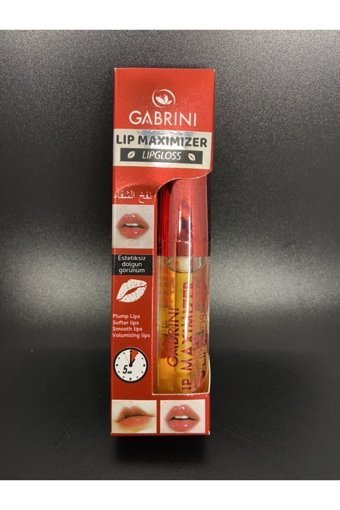 GABRINI
LIP MAXIMIZER
LIPGLOSS
نفخ الشفاه
Estetiksiz
dolgun
görünüm
Plump Lips
Softer lips
Smooth lips
Volumizing lips
5
GABRINI
LIP MAXIMIZER